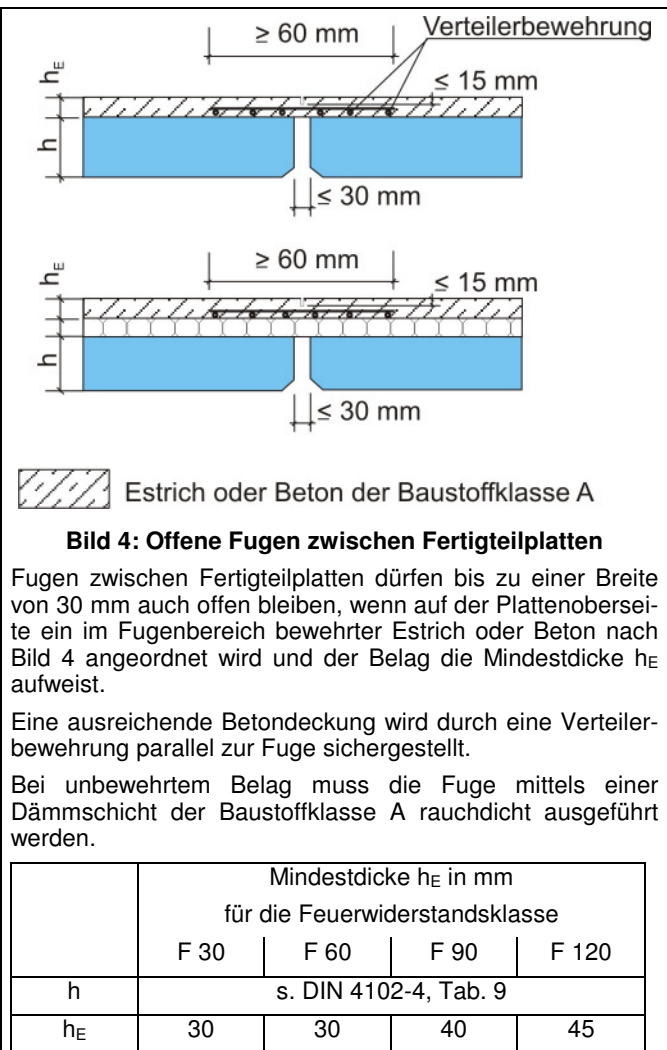 ≥ 60 mm
Verteilerbewehrung
hE
≤ 15 mm
h
≤ 30 mm
≥ 60 mm
hE
≤ 15 mm
h
≤ 30 mm
Estrich oder Beton der Baustoffklasse A
Bild 4: Offene Fugen zwischen Fertigteilplatten
Fugen zwischen Fertigteilplatten dürfen bis zu einer Breite
von 30 mm auch offen bleiben, wenn auf der Plattenobersei-
te ein im Fugenbereich bewehrter Estrich oder Beton nach
Bild 4 angeordnet wird und der Belag die Mindestdicke hE
aufweist.
Eine ausreichende Betondeckung wird durch eine Verteiler-
bewehrung parallel zur Fuge sichergestellt.
Bei unbewehrtem Belag muss die Fuge mittels einer
Dämmschicht der Baustoffklasse A rauchdicht ausgeführt
werden.
Mindestdicke hE in mm
für die Feuerwiderstandsklasse
F 30 F 60 F 90 F 120
h s. DIN 4102-4, Tab. 9
hE 30 30 40 45